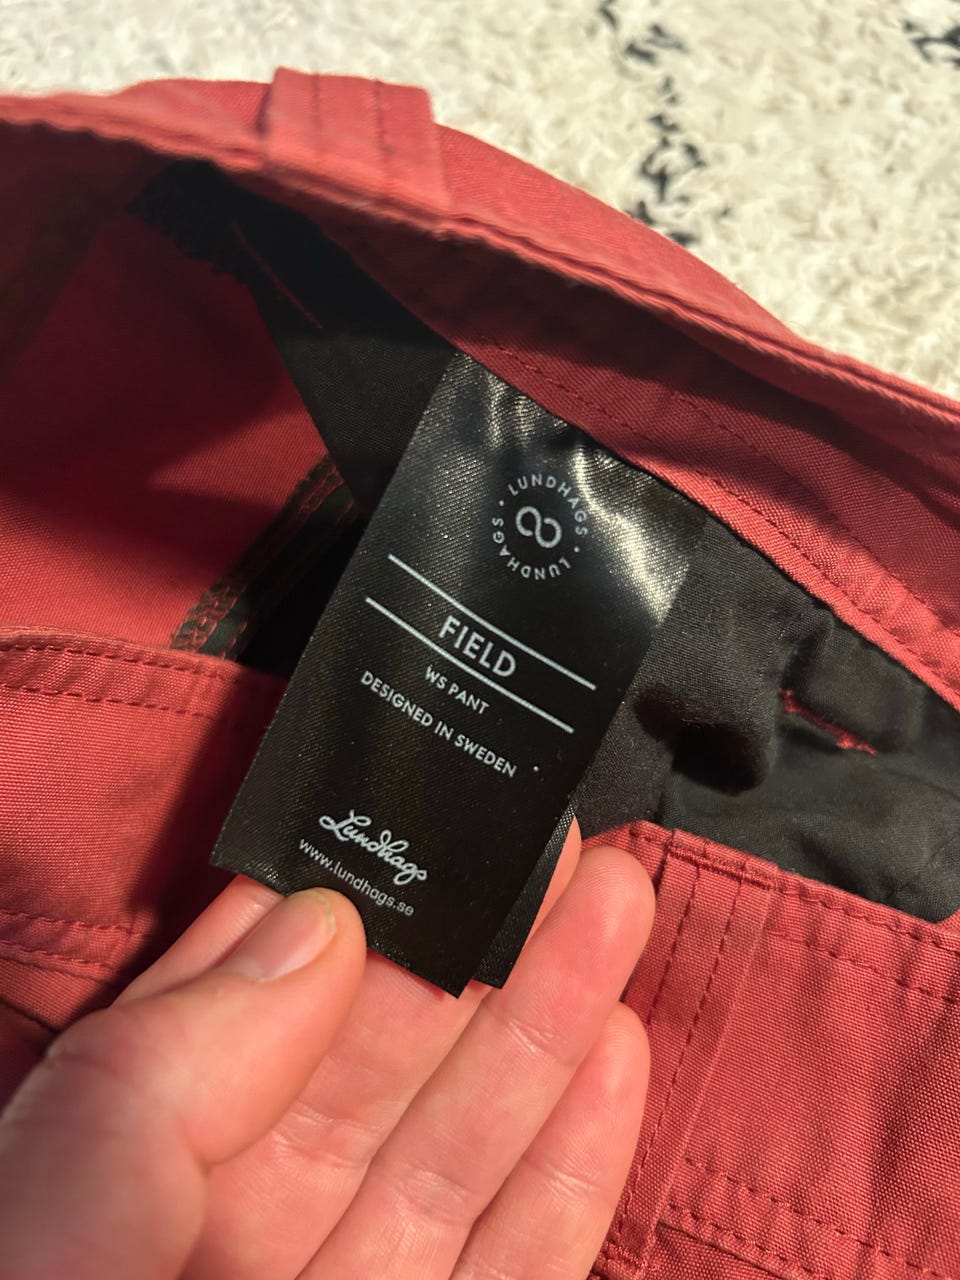 LUNDHAGS · LUNDHAGS ·
FIELD
WS PANT
DESIGNED IN SWEDEN
Lundhags
www.lundhags.se